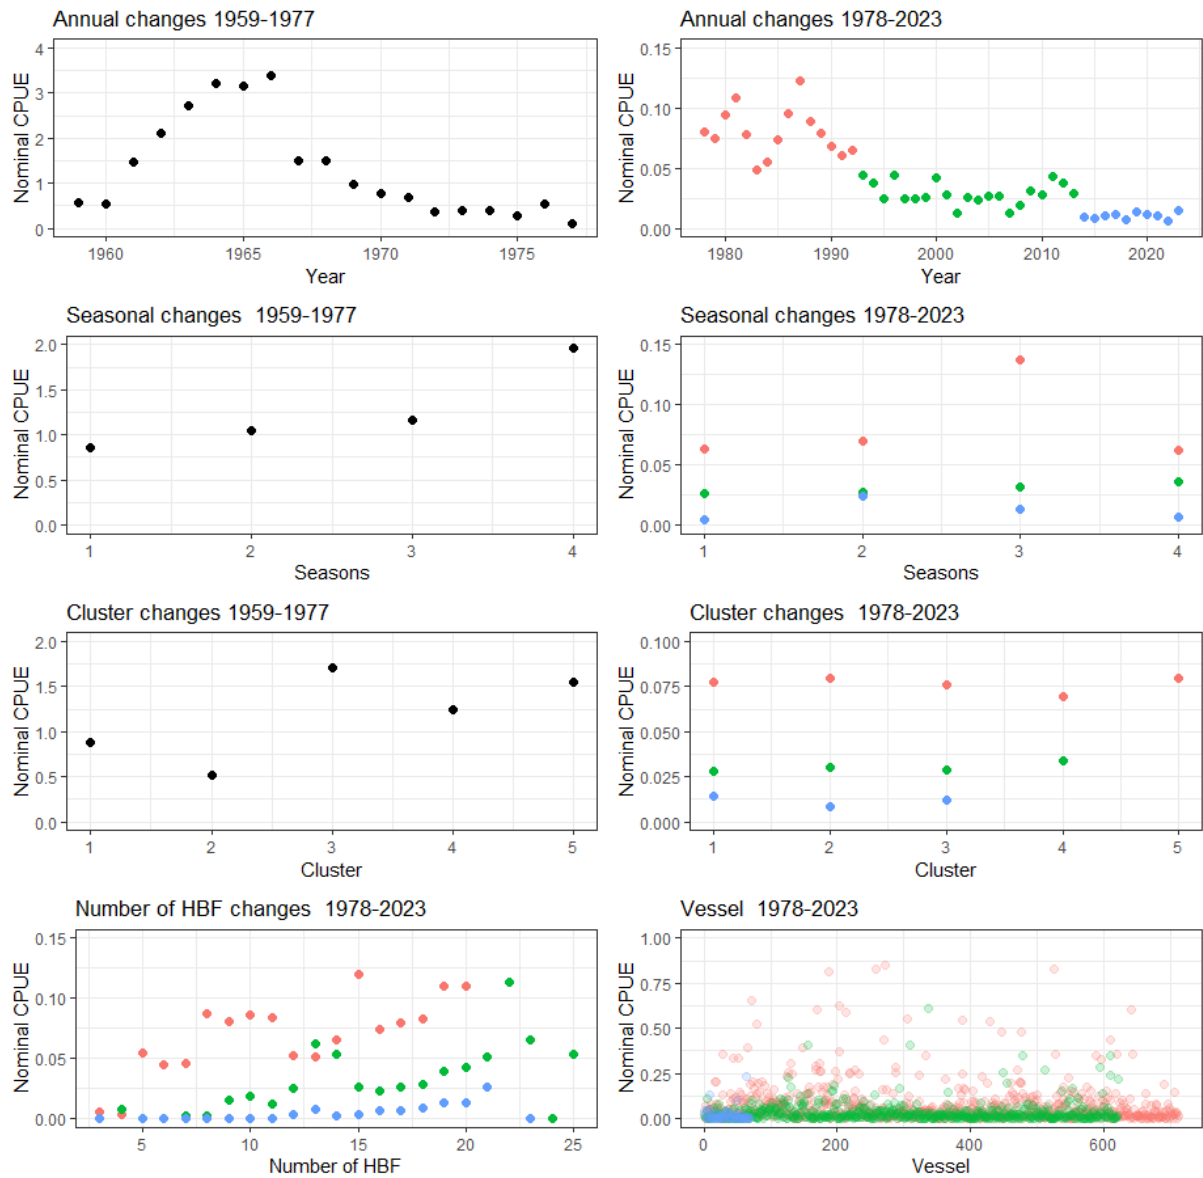 Annual changes 1959-1977
Nominal CPUE
4
3
2
1
0
1960 1965 1970 1975
Year
Annual changes 1978-2023
Nominal CPUE
0.15
0.10
0.05
0.00
1980 1990 2000 2010 2020
Year
Seasonal changes 1959-1977
Nominal CPUE
2.0
1.5
1.0
0.5
0.0
1 2 3 4
Seasons
Seasonal changes 1978-2023
Nominal CPUE
0.15
0.10
0.05
0.00
1 2 3 4
Seasons
Cluster changes 1959-1977
Nominal CPUE
2.0
1.5
1.0
0.5
0.0
1 2 3 4 5
Cluster
Cluster changes 1978-2023
Nominal CPUE
0.100
0.075
0.050
0.025
0.000
1 2 3 4 5
Cluster
Number of HBF changes 1978-2023
Nominal CPUE
0.15
0.10
0.05
0.00
5 10 15 20 25
Number of HBF
Vessel 1978-2023
Nominal CPUE
1.00
0.75
0.50
0.25
0.00
0 200 400 600
Vessel